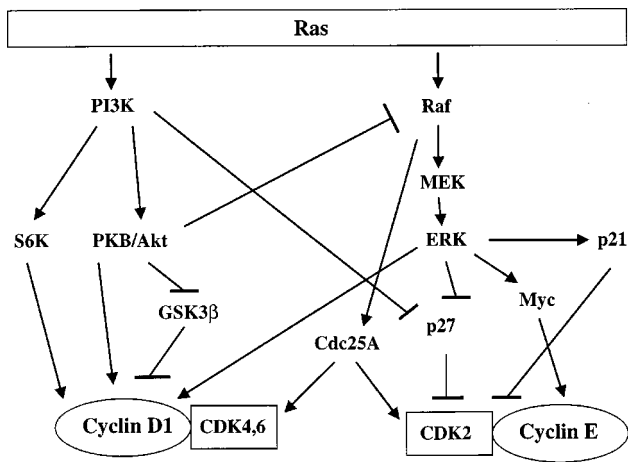 Ras
PI3K Raf
MEK
S6K PKB/Akt ERK p21
GSK3β Myc
p27
Cdc25A
Cyclin D1 CDK4,6 CDK2 Cyclin E